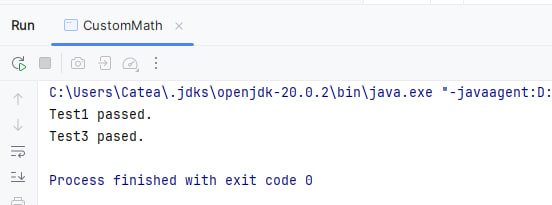 Run CustomMath
C:\Users\Catea\.jdks\openjdk-20.0.2\bin\java.exe "-javaagent:D:
Test1 passed.
Test3 pased.
Process finished with exit code 0